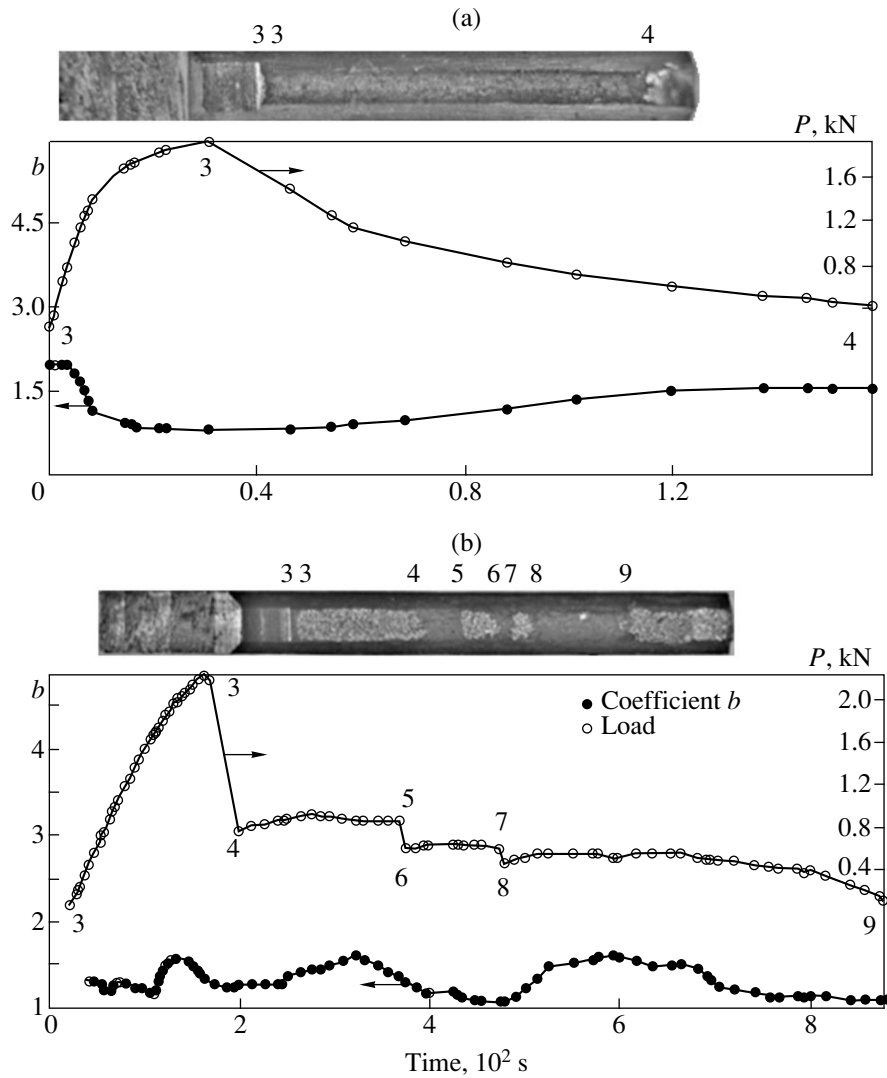 (a)
3 3 4
b P, kN
3
1.6
4.5 1.2
0.8
3.0
3 4
1.5
0 0.4 0.8 1.2
(b)
3 3 4 5 6 7 8 9
b P, kN
3 2.0
Coefficient b
Load
4 1.6
1.2
5 7
3 0.8
4 6 8 0.4
3 9
2
1
0 2 4 6 8
Time, 10² s